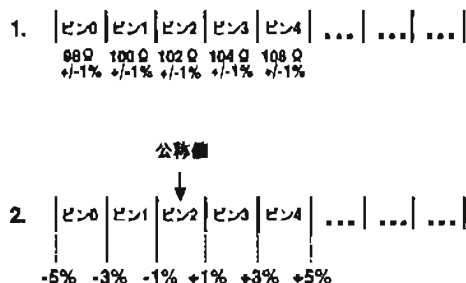 1. ビン0 ビン1 ビン2 ビン3 ビン4 ... ... ...
98Ω 100Ω 102Ω 104Ω 108Ω
+/-1% +/-1% +/-1% +/-1% +/-1%
公称値
2. ビン0 ビン1 ビン2 ビン3 ビン4 ... ... ...
-5% -3% -1% +1% +3% +5%